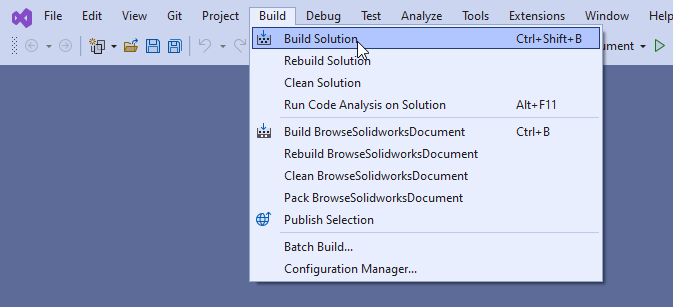 File Edit View Git Project Build Debug Test Analyze Tools Extensions Window Help
Build Solution Ctrl+Shift+B
ument
Rebuild Solution
Clean Solution
Run Code Analysis on Solution Alt+F11
Build BrowseSolidworksDocument Ctrl+B
Rebuild BrowseSolidworksDocument
Clean BrowseSolidworksDocument
Pack BrowseSolidworksDocument
Publish Selection
Batch Build...
Configuration Manager...